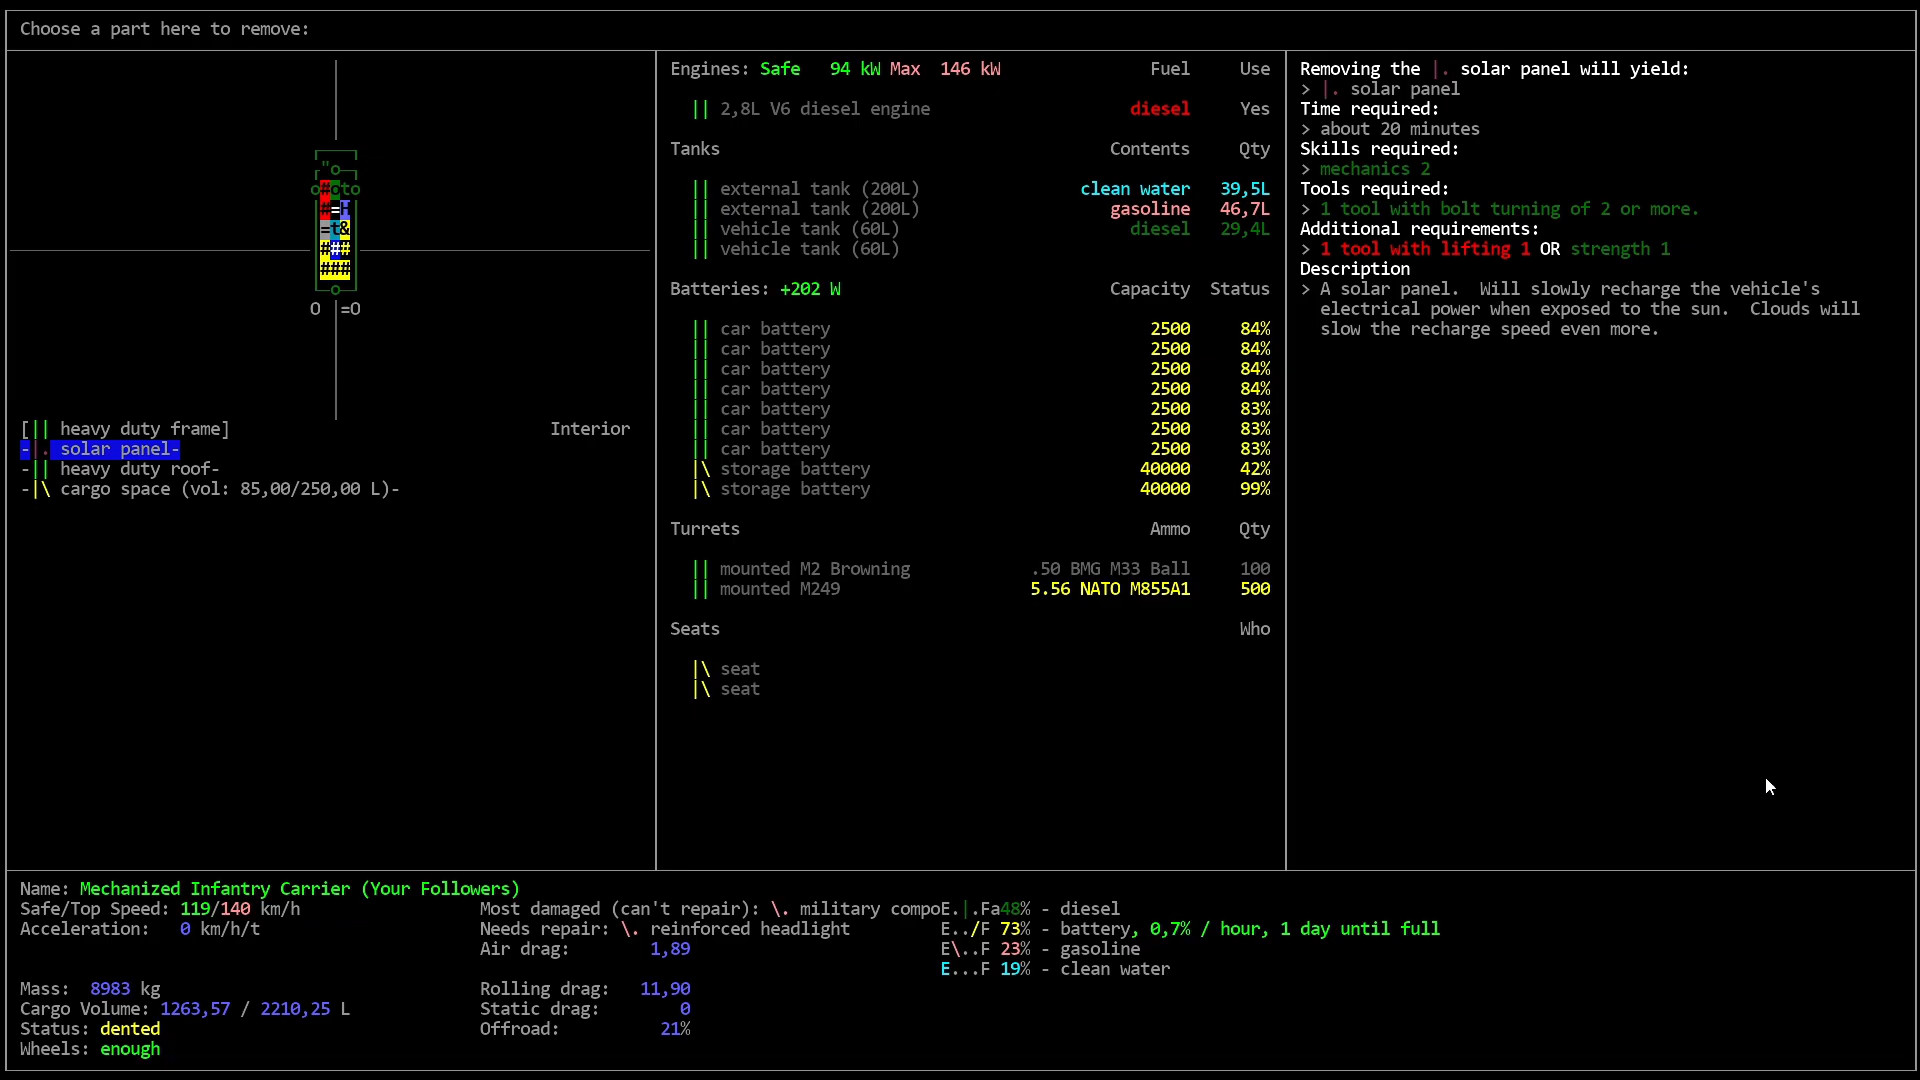 Choose a part here to remove:
Engines: Safe 94 kW Max 146 kW Fuel Use
|| 2,8L V6 diesel engine diesel Yes
Tanks Contents Qty
|| external tank (200L) clean water 39,5L
|| external tank (200L) gasoline 46,7L
|| vehicle tank (60L) diesel 29,4L
|| vehicle tank (60L)
Batteries: +202 W Capacity Status
|| car battery 2500 84%
|| car battery 2500 84%
|| car battery 2500 84%
|| car battery 2500 84%
|| car battery 2500 83%
|| car battery 2500 83%
|| car battery 2500 83%
|\ storage battery 40000 42%
|\ storage battery 40000 99%
Turrets Ammo Qty
|| mounted M2 Browning .50 BMG M33 Ball 100
|| mounted M249 5.56 NATO M855A1 500
Seats Who
|\ seat
|\ seat
O =O
[|| heavy duty frame] Interior
-|. solar panel-
-|| heavy duty roof-
-|\ cargo space (vol: 85,00/250,00 L)-
Removing the |. solar panel will yield:
> |. solar panel
Time required:
> about 20 minutes
Skills required:
> mechanics 2
Tools required:
> 1 tool with bolt turning of 2 or more.
Additional requirements:
> 1 tool with lifting 1 OR strength 1
Description
> A solar panel.  Will slowly recharge the vehicle's
electrical power when exposed to the sun.  Clouds will
slow the recharge speed even more.
Name: Mechanized Infantry Carrier (Your Followers)
Safe/Top Speed: 119/140 km/h
Acceleration: 0 km/h/t
Mass: 8983 kg
Cargo Volume: 1263,57 / 2210,25 L
Status: dented
Wheels: enough
Most damaged (can't repair): \. military compo
Needs repair: \. reinforced headlight
Air drag: 1,89
Rolling drag: 11,90
Static drag: 0
Offroad: 21%
E.|.Fa48% - diesel
E../F 73% - battery, 0,7% / hour, 1 day until full
E\..F 23% - gasoline
E...F 19% - clean water